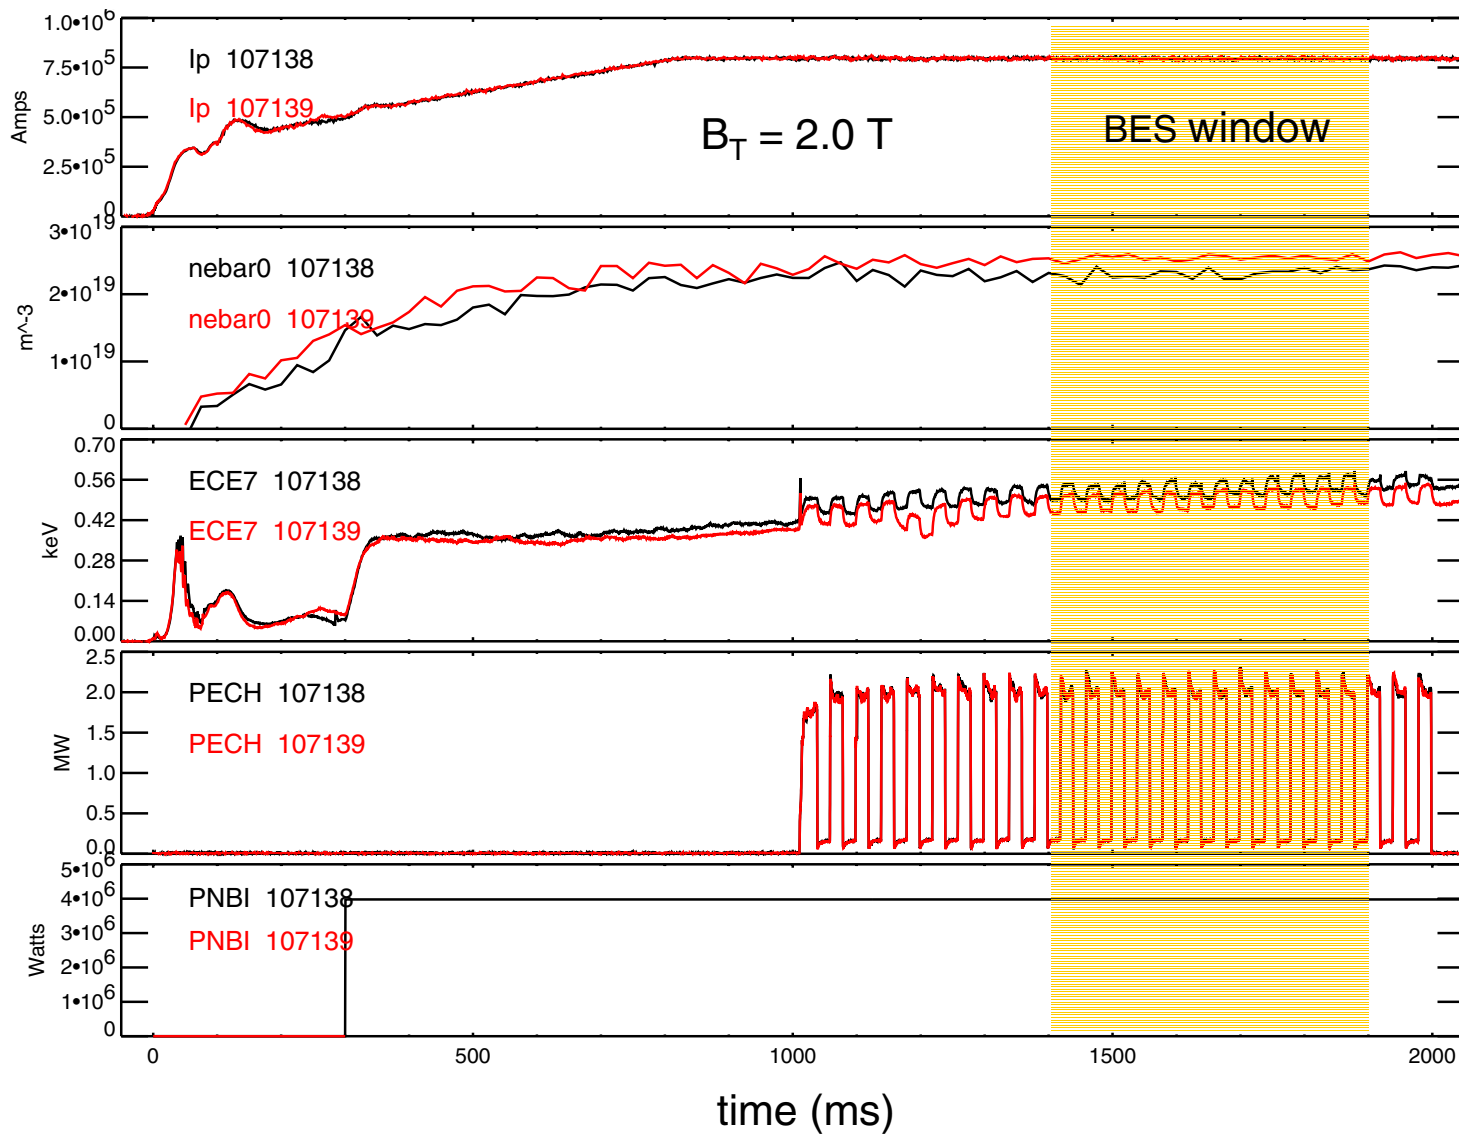 1.0•10⁶
7.5•10⁵
5.0•10⁵
2.5•10⁵
0
Amps
Ip 107138
Ip 107139
B_T = 2.0 T
BES window
3•10¹⁹
2•10¹⁹
1•10¹⁹
0
m^-3
nebar0 107138
nebar0 107139
0.70
0.56
0.42
0.28
0.14
0.00
keV
ECE7 107138
ECE7 107139
2.5
2.0
1.5
1.0
0.5
0.0
MW
PECH 107138
PECH 107139
5•10⁶
4•10⁶
3•10⁶
2•10⁶
1•10⁶
0
Watts
PNBI 107138
PNBI 107139
0 500 1000 1500 2000
time (ms)